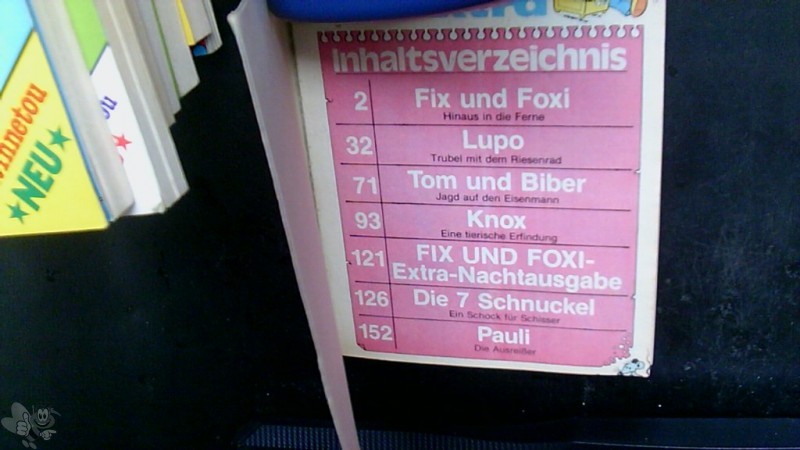 Inhaltsverzeichnis
2 Fix und Foxi
Hinaus in die Ferne
32 Lupo
Trubel mit dem Riesenrad
71 Tom und Biber
Jagd auf den Eisenmann
93 Knox
Eine tierische Erfindung
121 FIX UND FOXI-
Extra-Nachtausgabe
126 Die 7 Schnuckel
Ein Schock für Schisser
152 Pauli
Die Ausreißer
innetou
NEU
ou